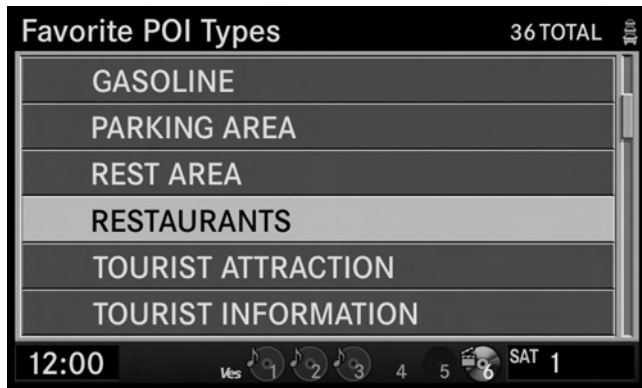 Favorite POI Types 36 TOTAL
GASOLINE
PARKING AREA
REST AREA
RESTAURANTS
TOURIST ATTRACTION
TOURIST INFORMATION
12:00 Ves 1 2 3 4 5 6 SAT 1